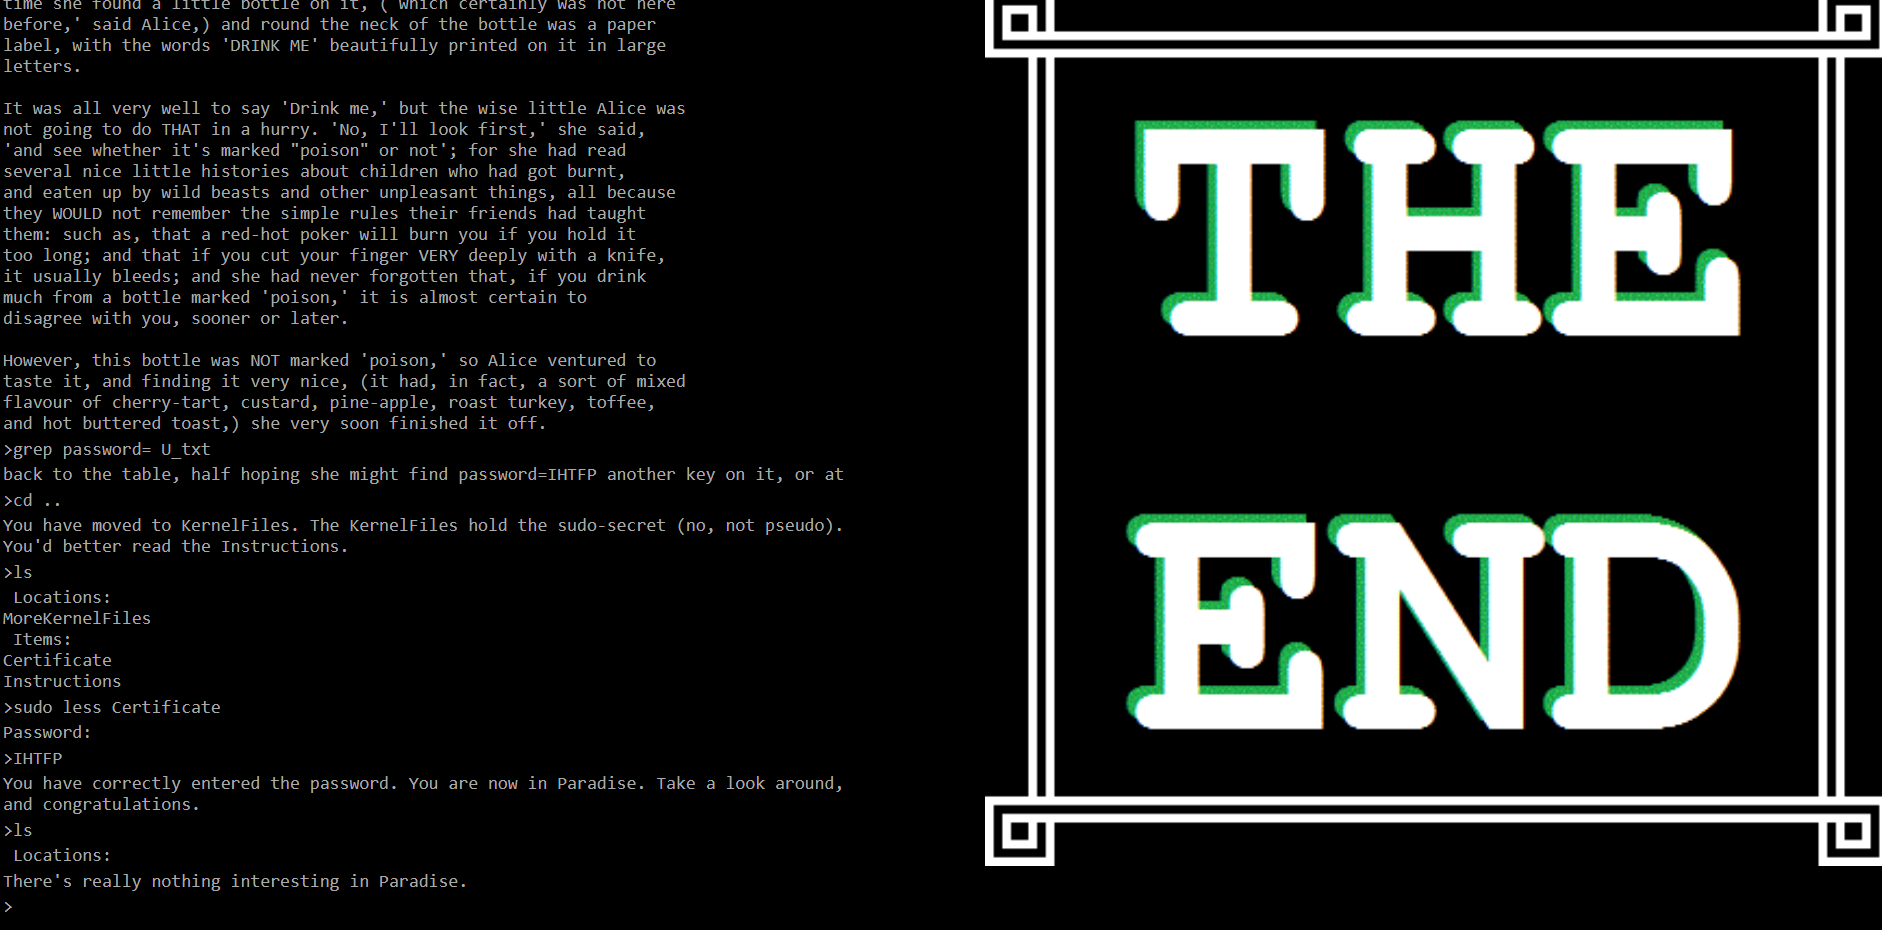 time she found a little bottle on it, ('which certainly was not here
before,' said Alice,) and round the neck of the bottle was a paper
label, with the words 'DRINK ME' beautifully printed on it in large
letters.
It was all very well to say 'Drink me,' but the wise little Alice was
not going to do THAT in a hurry. 'No, I'll look first,' she said,
'and see whether it's marked "poison" or not'; for she had read
several nice little histories about children who had got burnt,
and eaten up by wild beasts and other unpleasant things, all because
they WOULD not remember the simple rules their friends had taught
them: such as, that a red-hot poker will burn you if you hold it
too long; and that if you cut your finger VERY deeply with a knife,
it usually bleeds; and she had never forgotten that, if you drink
much from a bottle marked 'poison,' it is almost certain to
disagree with you, sooner or later.
However, this bottle was NOT marked 'poison,' so Alice ventured to
taste it, and finding it very nice, (it had, in fact, a sort of mixed
flavour of cherry-tart, custard, pine-apple, roast turkey, toffee,
and hot buttered toast,) she very soon finished it off.
>grep password= U_txt
back to the table, half hoping she might find password=IHTFP another key on it, or at
>cd ..
You have moved to KernelFiles. The KernelFiles hold the sudo-secret (no, not pseudo).
You'd better read the Instructions.
>ls
Locations:
MoreKernelFiles
Items:
Certificate
Instructions
>sudo less Certificate
Password:
>IHTFP
You have correctly entered the password. You are now in Paradise. Take a look around,
and congratulations.
>ls
Locations:
There's really nothing interesting in Paradise.
>
THE
END